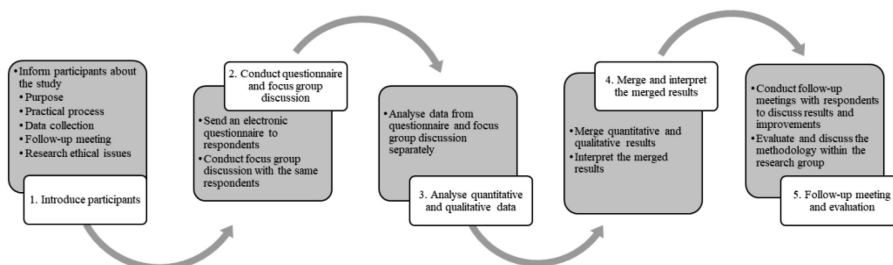 • Inform participants about
the study
• Purpose
• Practical process
• Data collection
• Follow-up meeting
• Research ethical issues
1. Introduce participants
2. Conduct questionnaire
and focus group
discussion
• Send an electronic
questionnaire to
respondents
• Conduct focus group
discussion with the same
respondents
• Analyse data from
questionnaire and focus
group discussion
separately
3. Analyse quantitative
and qualitative data
4. Merge and interpret
the merged results
• Merge quantitative and
qualitative results
• Interpret the merged
results
• Conduct follow-up
meetings with respondents
to discuss results and
improvements
• Evaluate and discuss the
methodology within the
research group
5. Follow-up meeting
and evaluation